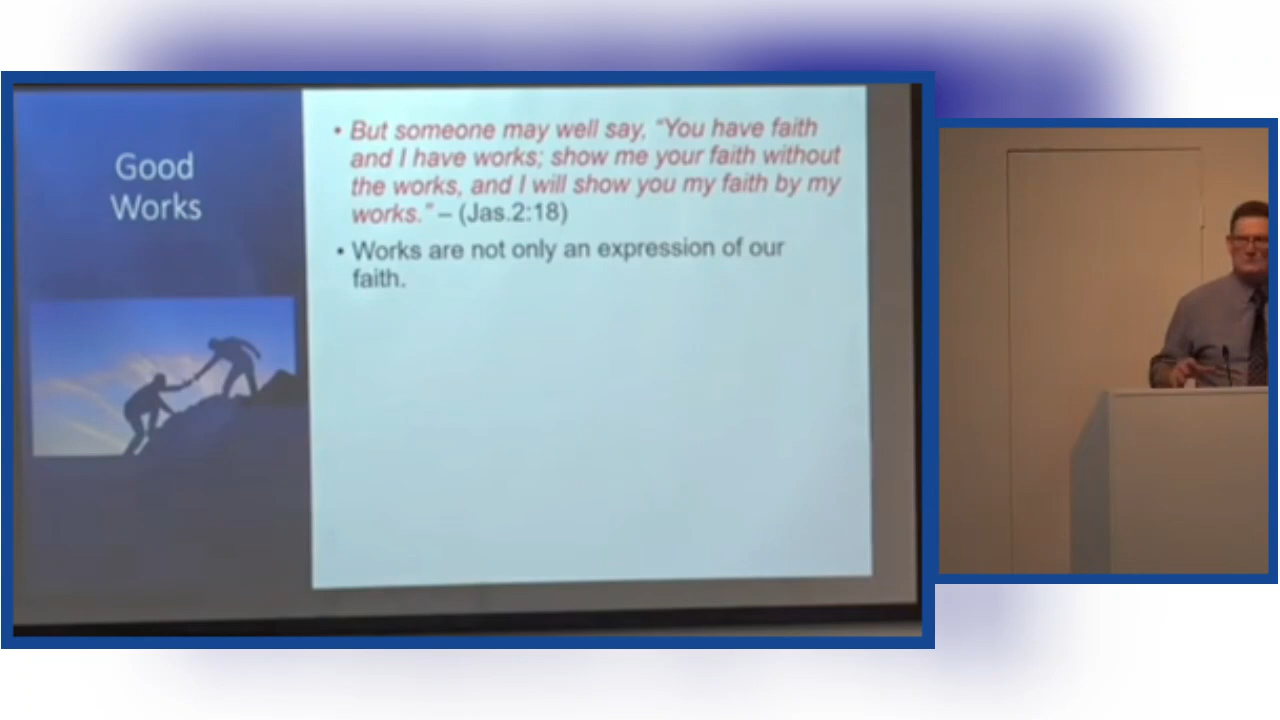 Good
Works
• But someone may well say, "You have faith
and I have works; show me your faith without
the works, and I will show you my faith by my
works." – (Jas.2:18)
• Works are not only an expression of our
faith.